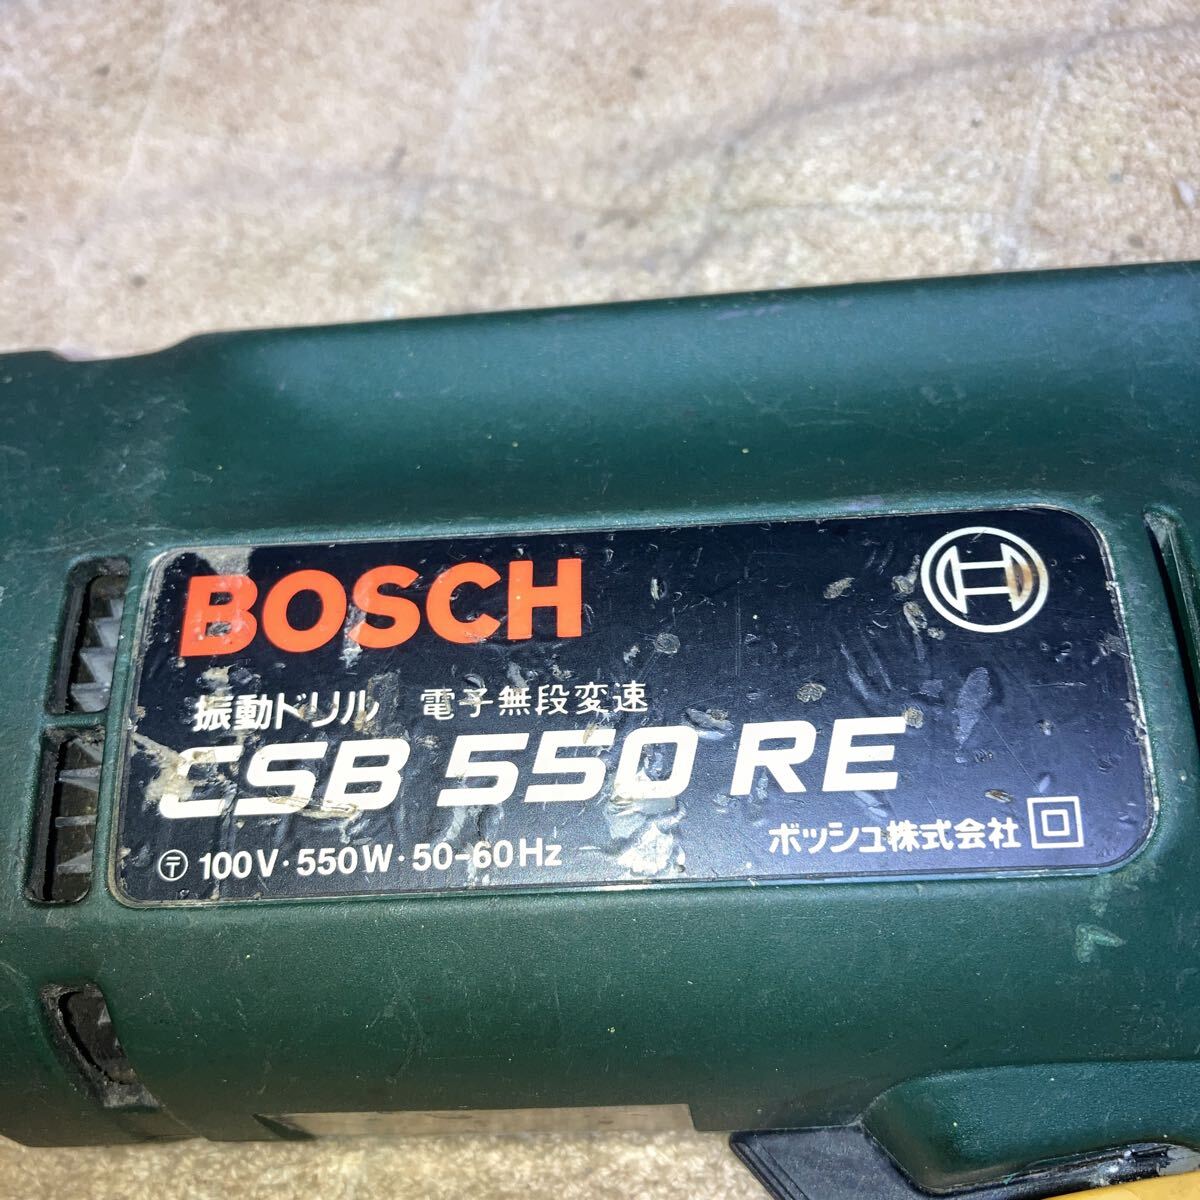 BOSCH
振動ドリル 電子無段変速
CSB 550 RE
〒 100V·550W·50-60Hz
ボッシュ株式会社